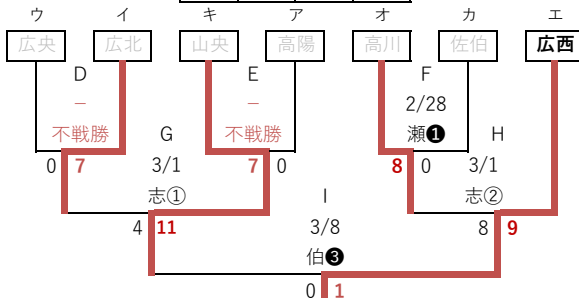 ウ イ キ ア オ カ エ
広央 広北 山央 高陽 高川 佐伯 広西
D E F
－ － 2/28
不戦勝 G 不戦勝 瀬❶ H
0 7 3/1 7 0 8 0 3/1
志① I 志②
4 11 3/8 8 9
伯❸
0 1